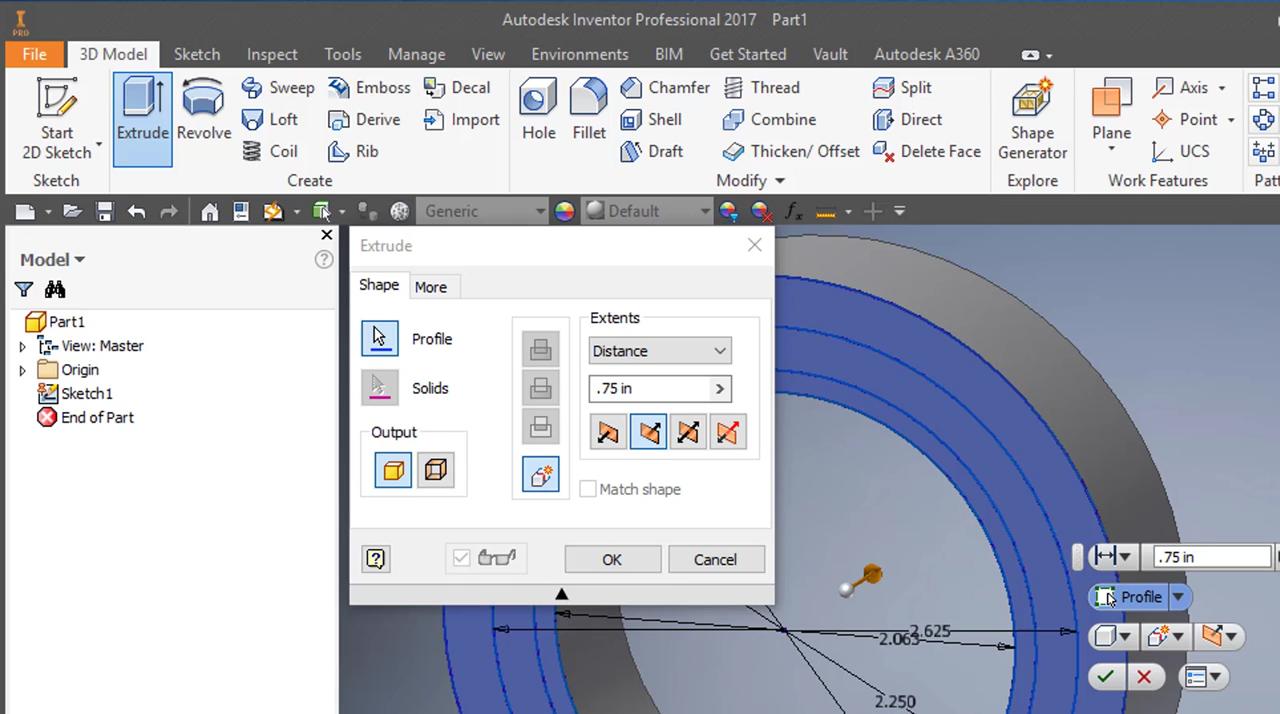 Autodesk Inventor Professional 2017 Part1
PRO
File 3D Model Sketch Inspect Tools Manage View Environments BIM Get Started Vault Autodesk A360
Start
2D Sketch
Extrude
Revolve
Sweep
Loft
Coil
Emboss
Derive
Rib
Decal
Import
Hole
Fillet
Chamfer
Shell
Draft
Thread
Combine
Thicken/ Offset
Split
Direct
Delete Face
Shape
Generator
Plane
Axis
Point
UCS
Sketch
Create
Modify
Explore
Work Features
Patt
Generic
Default
fx
Model
Part1
View: Master
Origin
Sketch1
End of Part
Extrude
Shape
More
Profile
Solids
Output
Extents
Distance
.75 in
Match shape
OK
Cancel
.75 in
Profile
2.625
2.063
2.250